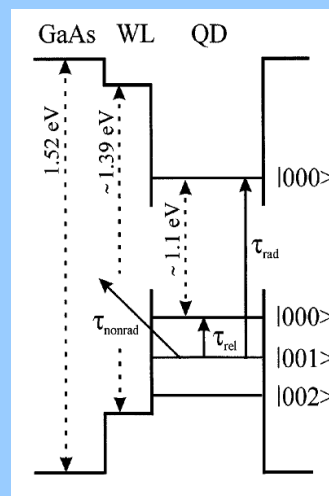 GaAs WL QD
1.52 eV
~ 1.39 eV
~ 1.1 eV
|000>
τrad
|000>
τnonrad
τrel
|001>
|002>